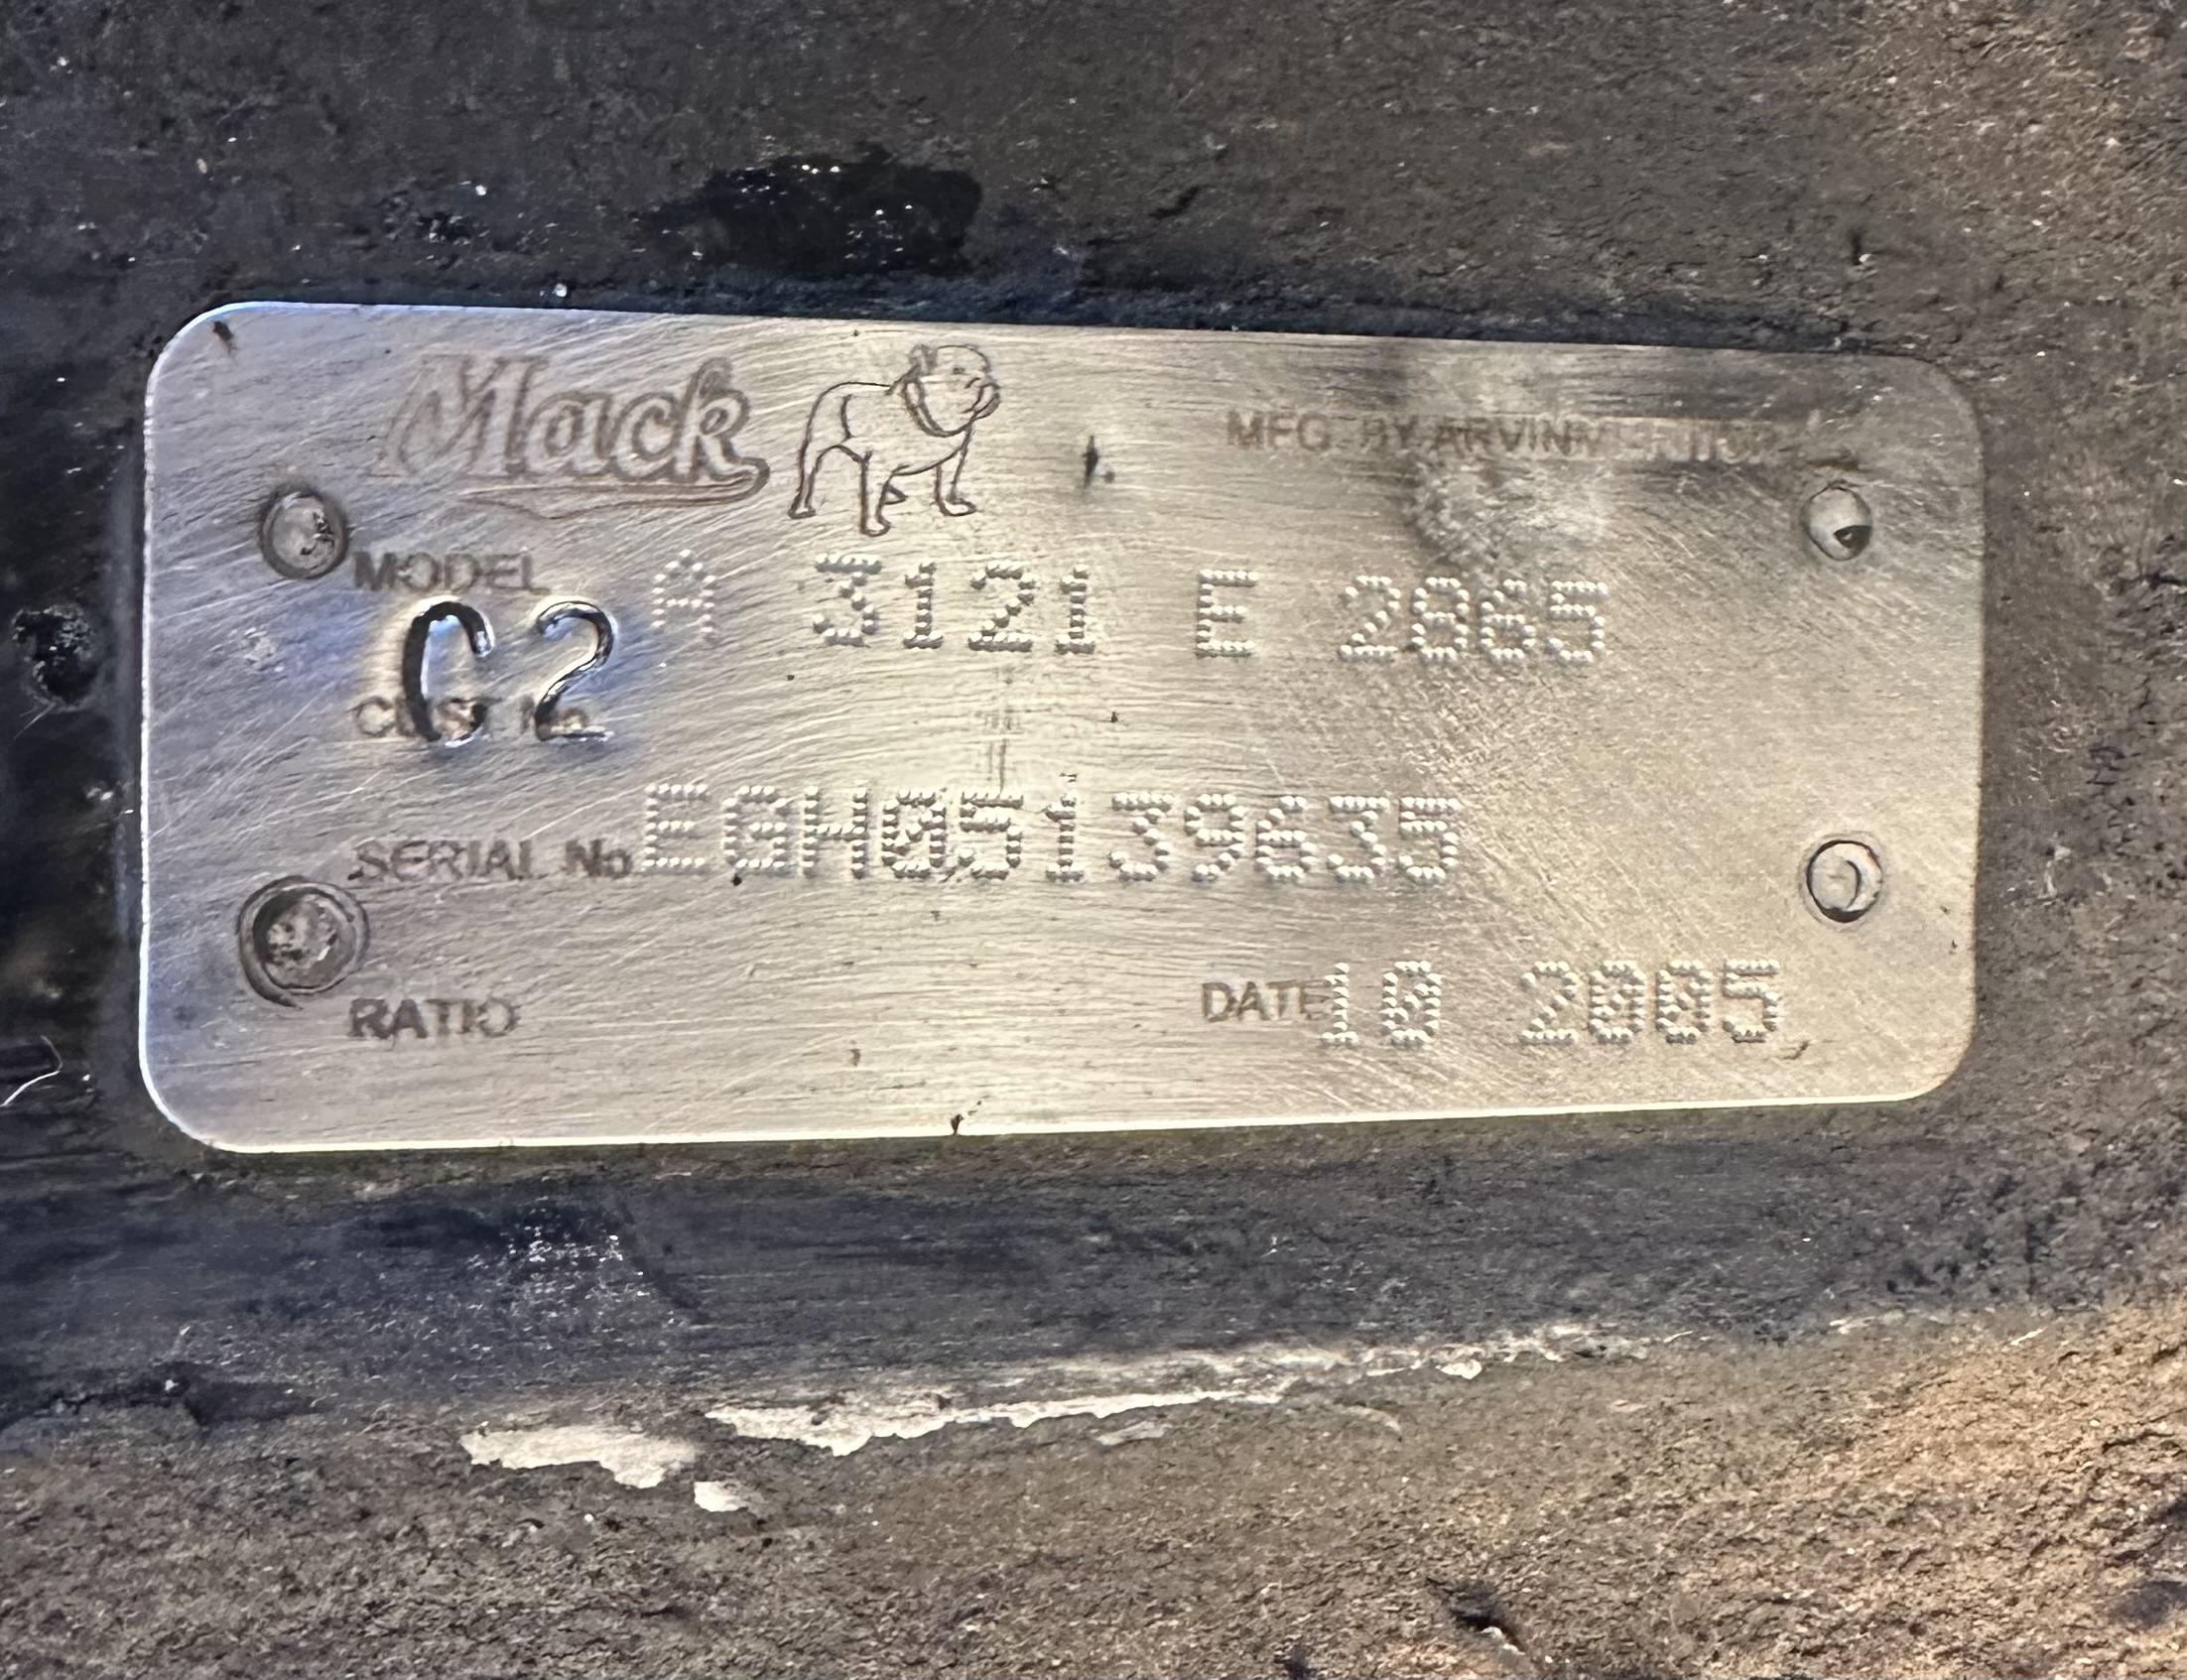 Mack
MFG. BY ARVINMERITOR
MODEL A 3121 E 2865
C2
CUST No.
SERIAL No EGH05139635
RATIO
DATE 10 2005